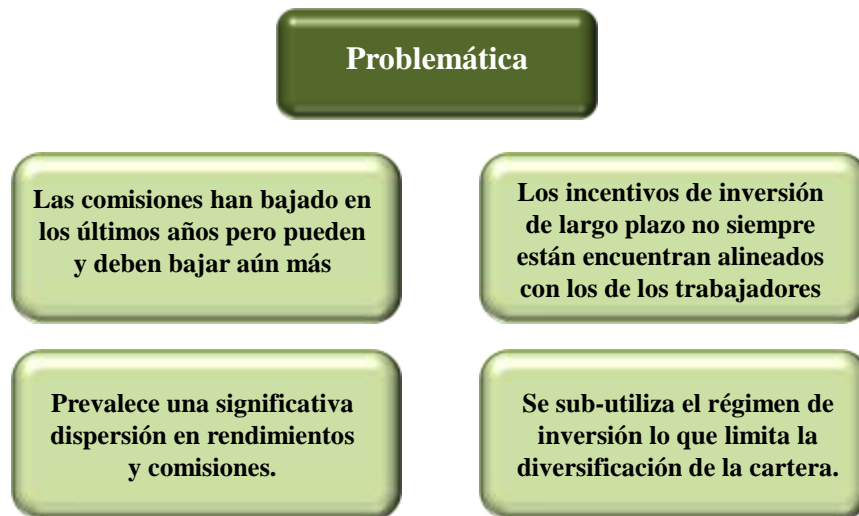 Problemática
Las comisiones han bajado en
los últimos años pero pueden
y deben bajar aún más
Los incentivos de inversión
de largo plazo no siempre
están encuentran alineados
con los de los trabajadores
Prevalece una significativa
dispersión en rendimientos
y comisiones.
Se sub-utiliza el régimen de
inversión lo que limita la
diversificación de la cartera.